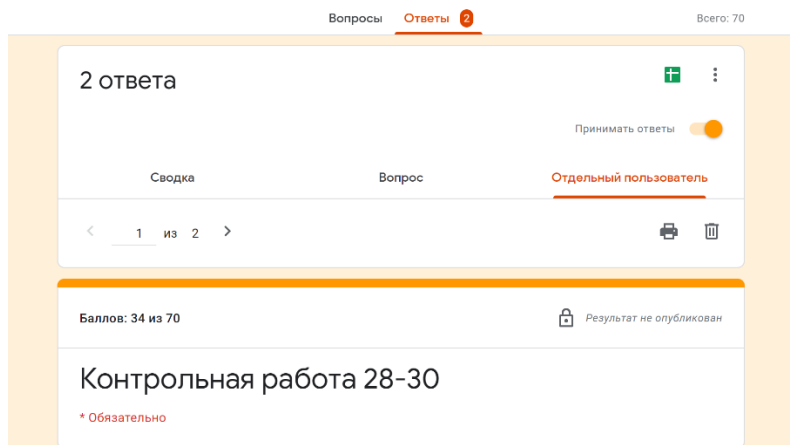 Вопросы Ответы 2 Всего: 70
2 ответа
Принимать ответы
Сводка Вопрос Отдельный пользователь
1 из 2
Баллов: 34 из 70 Результат не опубликован
Контрольная работа 28-30
* Обязательно